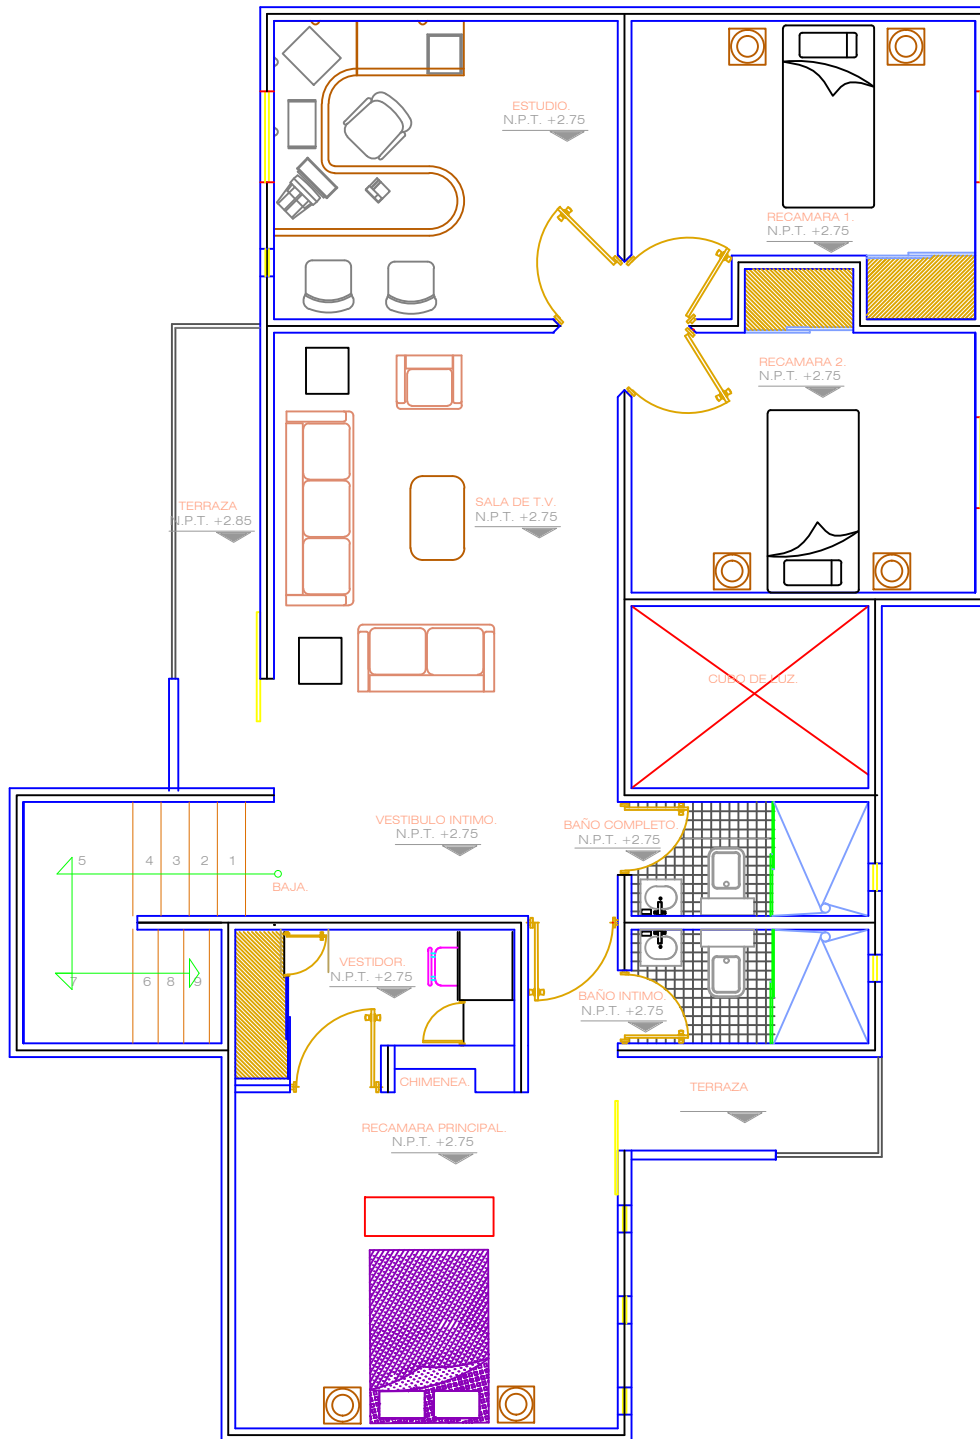 ESTUDIO.
N.P.T. +2.75
RECAMARA 1.
N.P.T. +2.75
RECAMARA 2.
N.P.T. +2.75
TERRAZA
N.P.T. +2.85
SALA DE T.V.
N.P.T. +2.75
CUBO DE LUZ.
VESTIBULO INTIMO.
N.P.T. +2.75
BAÑO COMPLETO.
N.P.T. +2.75
5 4 3 2 1
BAJA.
VESTIDOR.
N.P.T. +2.75
7 6 8 9
BAÑO INTIMO.
N.P.T. +2.75
CHIMENEA.
TERRAZA
RECAMARA PRINCIPAL.
N.P.T. +2.75